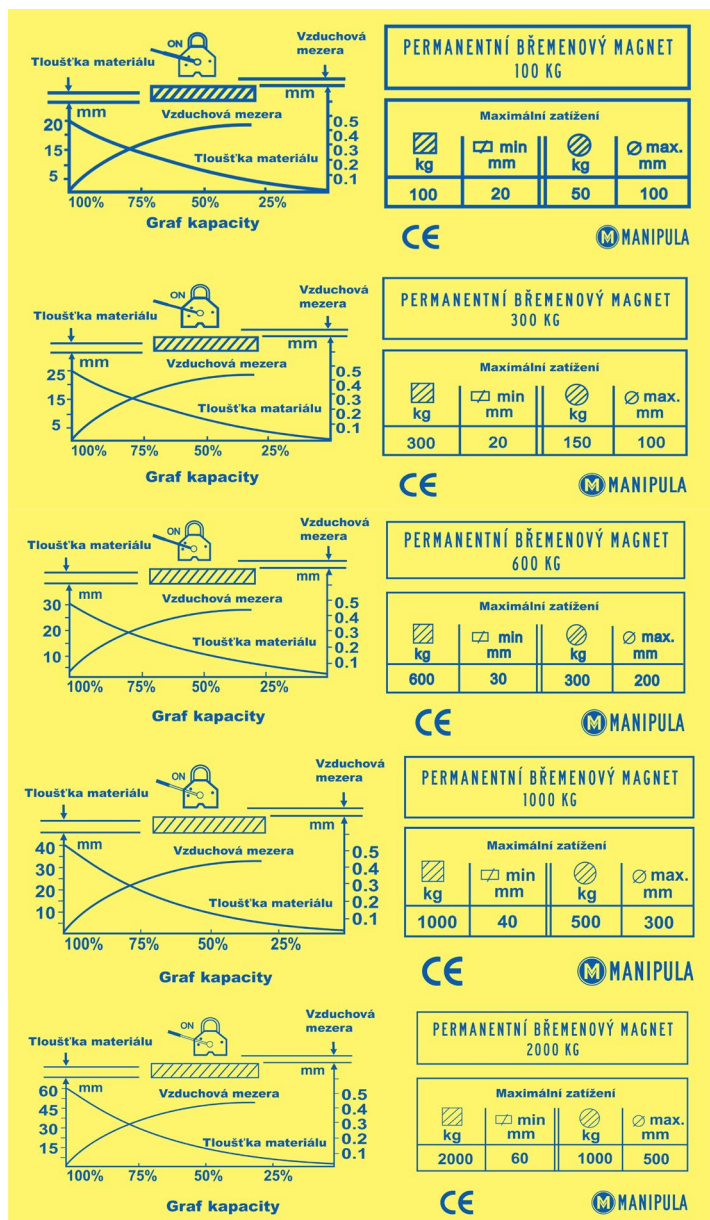 Tloušťka materiálu
ON
Vzduchová
mezera
mm
mm
Vzduchová mezera
Tloušťka materiálu
20
15
5
0.5
0.4
0.3
0.2
0.1
100% 75% 50% 25%
Graf kapacity
PERMANENTNÍ BŘEMENOVÝ MAGNET
100 KG
Maximální zatížení
kg min mm kg max. mm
100 20 50 100
CE
M MANIPULA
Tloušťka materiálu
ON
Vzduchová
mezera
mm
mm
Vzduchová mezera
Tloušťka matariálu
25
15
5
0.5
0.4
0.3
0.2
0.1
100% 75% 50% 25%
Graf kapacity
PERMANENTNÍ BŘEMENOVÝ MAGNET
300 KG
Maximální zatížení
kg min mm kg max. mm
300 20 150 100
CE
M MANIPULA
Tloušťka materiálu
ON
Vzduchová
mezera
mm
mm
Vzduchová mezera
Tloušťka materiálu
30
20
10
0.5
0.4
0.3
0.2
0.1
100% 75% 50% 25%
Graf kapacity
PERMANENTNÍ BŘEMENOVÝ MAGNET
600 KG
Maximální zatížení
kg min mm kg max. mm
600 30 300 200
CE
M MANIPULA
Tloušťka materiálu
ON
Vzduchová
mezera
mm
mm
Vzduchová mezera
Tloušťka materiálu
40
30
20
10
0.5
0.4
0.3
0.2
0.1
100% 75% 50% 25%
Graf kapacity
PERMANENTNÍ BŘEMENOVÝ MAGNET
1000 KG
Maximální zatížení
kg min mm kg max. mm
1000 40 500 300
CE
M MANIPULA
Tloušťka materiálu
ON
Vzduchová
mezera
mm
mm
Vzduchová mezera
Tloušťka materiálu
60
45
30
15
0.5
0.4
0.3
0.2
0.1
100% 75% 50% 25%
Graf kapacity
PERMANENTNÍ BŘEMENOVÝ MAGNET
2000 KG
Maximální zatížení
kg min mm kg max. mm
2000 60 1000 500
CE
M MANIPULA